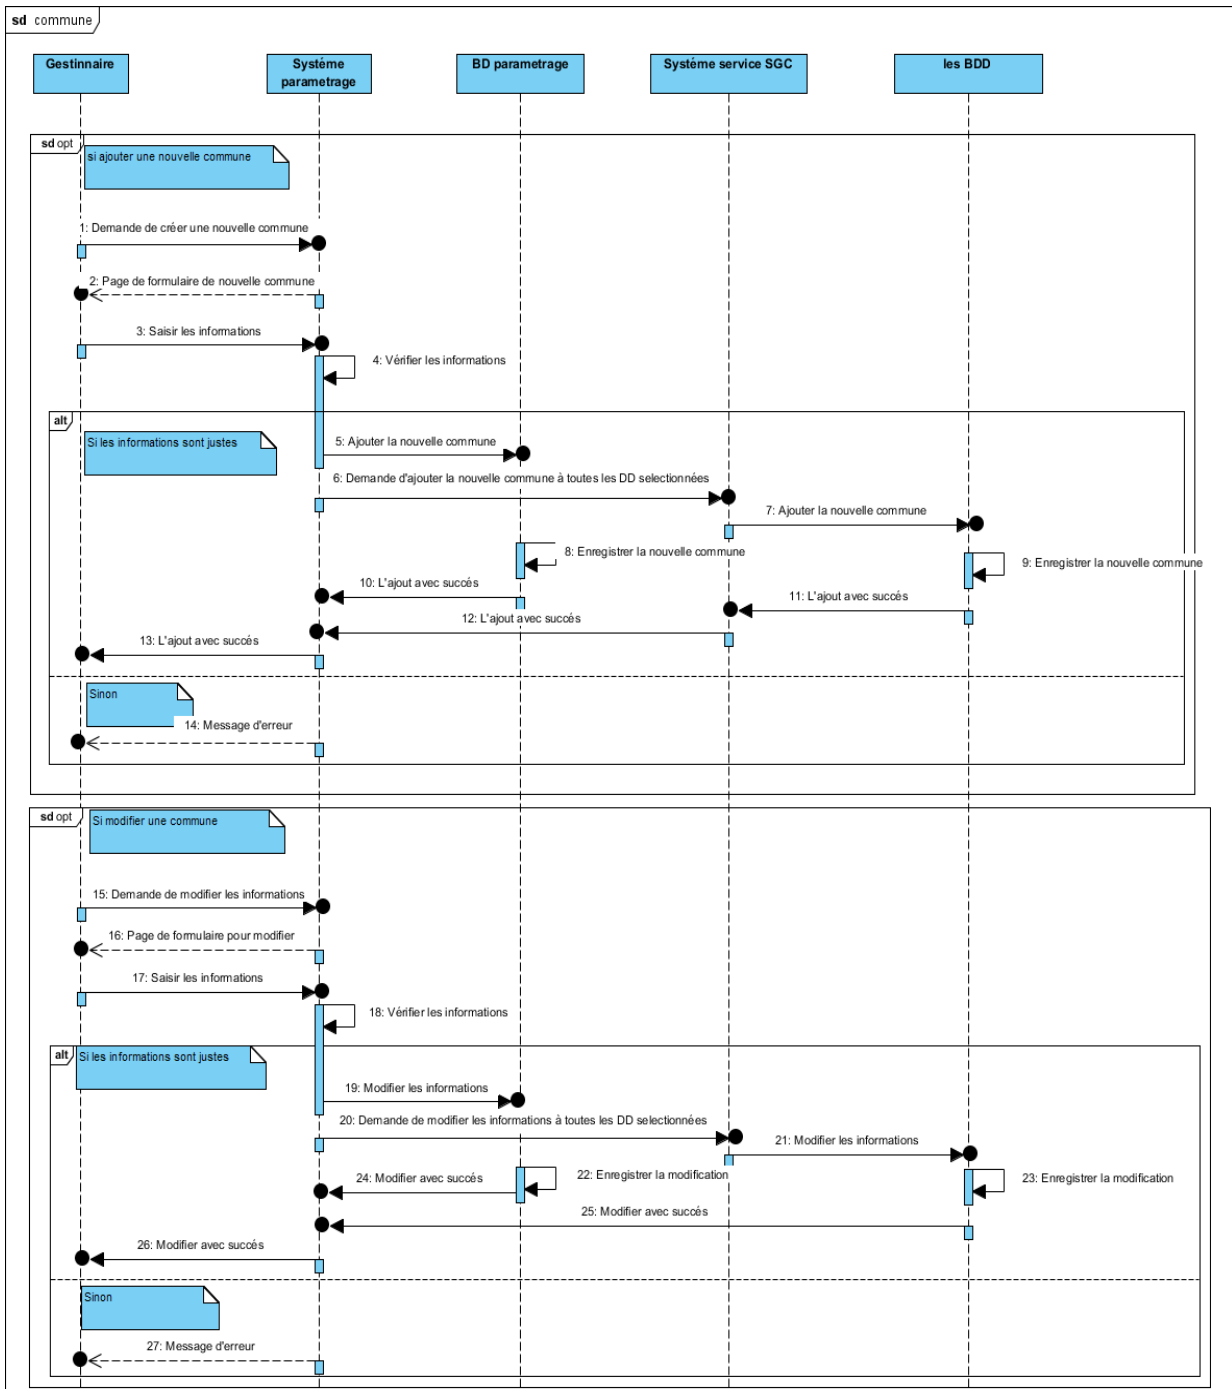 sd commune
Gestinnaire
Systéme
parametrage
BD parametrage
Systéme service SGC
les BDD
sd opt
si ajouter une nouvelle commune
1: Demande de créer une nouvelle commune
2: Page de formulaire de nouvelle commune
3: Saisir les informations
4: Vérifier les informations
alt
Si les informations sont justes
5: Ajouter la nouvelle commune
6: Demande d'ajouter la nouvelle commune à toutes les DD selectionnées
7: Ajouter la nouvelle commune
8: Enregistrer la nouvelle commune
9: Enregistrer la nouvelle commune
10: L'ajout avec succés
11: L'ajout avec succés
12: L'ajout avec succés
13: L'ajout avec succés
Sinon
14: Message d'erreur
sd opt
Si modifier une commune
15: Demande de modifier les informations
16: Page de formulaire pour modifier
17: Saisir les informations
18: Vérifier les informations
alt
Si les informations sont justes
19: Modifier les informations
20: Demande de modifier les informations à toutes les DD selectionnées
21: Modifier les informations
22: Enregistrer la modification
23: Enregistrer la modification
24: Modifier avec succés
25: Modifier avec succés
26: Modifier avec succés
Sinon
27: Message d'erreur